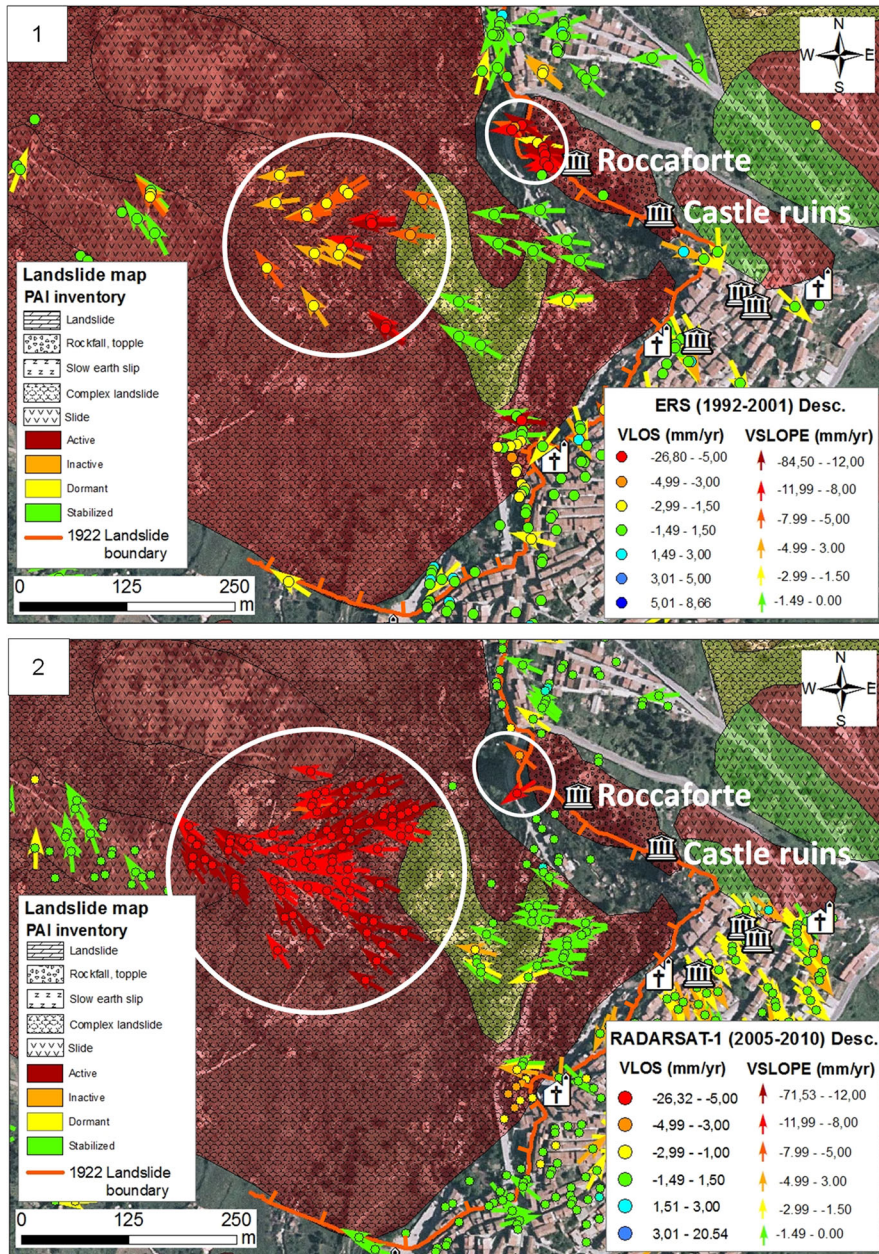 1
N
W E
S
Roccaforte
Castle ruins
Landslide map
PAI inventory
Landslide
Rockfall, topple
Slow earth slip
Complex landslide
Slide
Active
Inactive
Dormant
Stabilized
1922 Landslide
boundary
0 125 250
m
ERS (1992-2001) Desc.
VLOS (mm/yr) VSLOPE (mm/yr)
-26,80 - -5,00 -84,50 - -12,00
-4,99 - -3,00 -11,99 - -8,00
-2,99 - -1,50 -7.99 - -5,00
-1,49 - 1,50 -4.99 - 3.00
1,49 - 3,00 -2.99 - -1.50
3,01 - 5,00 -1.49 - 0.00
5,01 - 8,66
2
N
W E
S
Roccaforte
Castle ruins
Landslide map
PAI inventory
Landslide
Rockfall, topple
Slow earth slip
Complex landslide
Slide
Active
Inactive
Dormant
Stabilized
1922 Landslide
boundary
0 125 250
m
RADARSAT-1 (2005-2010) Desc.
VLOS (mm/yr) VSLOPE (mm/yr)
-26,32 - -5,00 -71,53 - -12,00
-4,99 - -3,00 -11,99 - -8,00
-2,99 - -1,00 -7.99 - -5,00
-1,49 - 1,50 -4.99 - 3.00
1,51 - 3,00 -2.99 - -1.50
3,01 - 20.54 -1.49 - 0.00